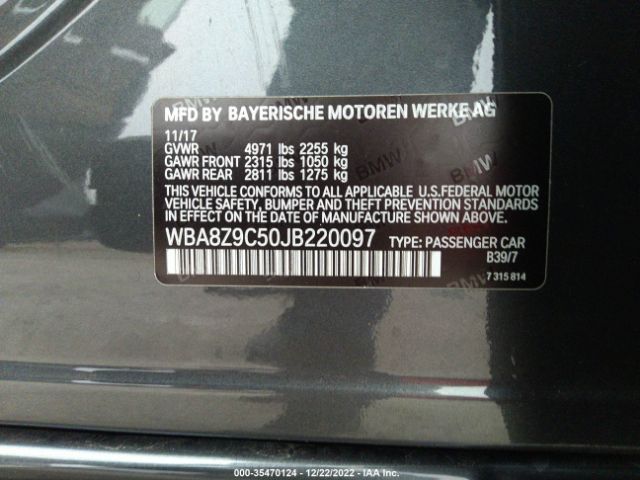 MFD BY BAYERISCHE MOTOREN WERKE AG
11/17
GVWR 4971 lbs 2255 kg
GAWR FRONT 2315 lbs 1050 kg
GAWR REAR 2811 lbs 1275 kg
THIS VEHICLE CONFORMS TO ALL APPLICABLE U.S.FEDERAL MOTOR
VEHICLE SAFETY, BUMPER, AND THEFT PREVENTION STANDARDS
IN EFFECT ON THE DATE OF MANUFACTURE SHOWN ABOVE.
WBA8Z9C50JB220097 TYPE: PASSENGER CAR
B39/7
7 315 814
000-35470124 - 12/22/2022 - IAA Inc.